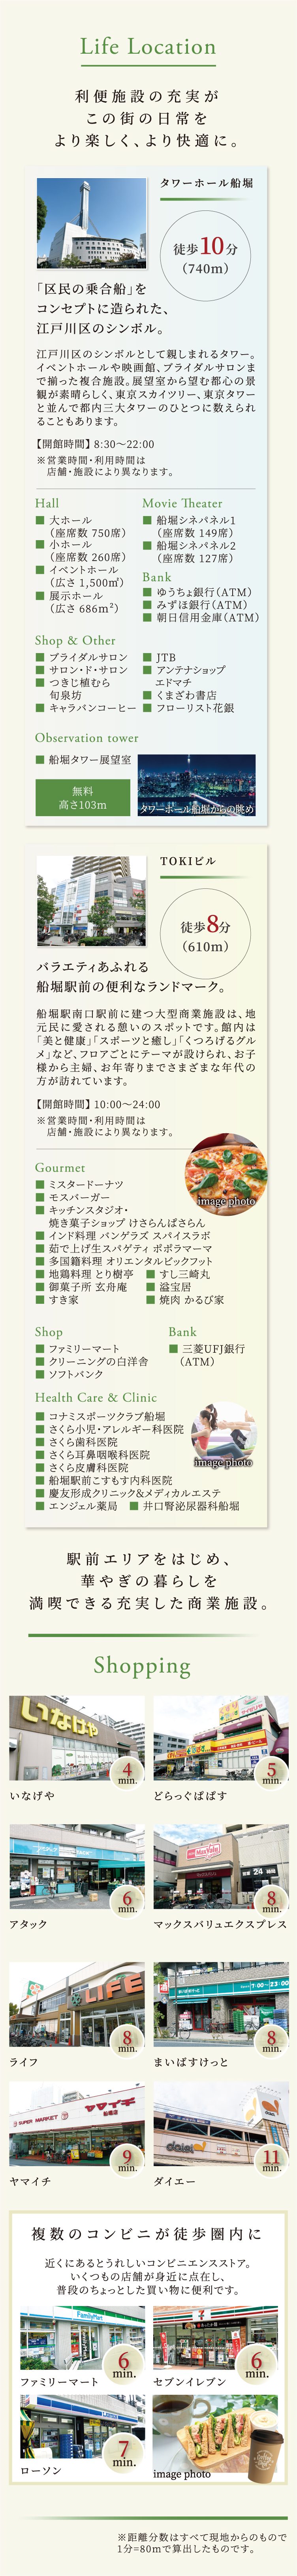 Life Location
利便施設の充実が
この街の日常を
より楽しく、より快適に。
タワーホール船堀
徒歩10分
（740m）
「区民の乗合船」を
コンセプトに造られた、
江戸川区のシンボル。
江戸川区のシンボルとして親しまれるタワー。
イベントホールや映画館、ブライダルサロンま
で揃った複合施設。展望室から望む都心の景
観が素晴らしく、東京スカイツリー、東京タワー
と並んで都内三大タワーのひとつに数えられ
ることもあります。
【開館時間】8:30～22:00
※営業時間・利用時間は
店舗・施設により異なります。
Hall
■ 大ホール
（座席数 750席）
■ 小ホール
（座席数 260席）
■ イベントホール
（広さ 1,500㎡）
■ 展示ホール
（広さ 686m²）
Movie Theater
■ 船堀シネパル1
（座席数 149席）
■ 船堀シネパル2
（座席数 127席）
Bank
■ ゆうちょ銀行（ATM）
■ みずほ銀行（ATM）
■ 朝日信用金庫（ATM）
Shop & Other
■ ブライダルサロン
■ サロン・ド・サロン
■ つきじ植むら
旬泉坊
■ キャラバンコーヒー
■ JTB
■ アンテナショップ
エドマチ
■ くまざわ書店
■ フローリスト花銀
Observation tower
■ 船堀タワー展望室
無料
高さ103m
タワーホール船堀からの眺め
TOKIビル
徒歩8分
（610m）
バラエティあふれる
船堀駅前の便利なランドマーク。
船堀駅南口駅前に建つ大型商業施設は、地
元民に愛される憩いのスポットです。館内は
「美と健康」「スポーツと癒し」「くつろげるグル
メ」など、フロアごとにテーマが設けられ、お子
様から主婦、お年寄りまでさまざまな年代の
方が訪れています。
【開館時間】10:00～24:00
※営業時間・利用時間は
店舗・施設により異なります。
image photo
Gourmet
■ ミスタードーナツ
■ モスバーガー
■ キッチンスタジオ・
焼き菓子ショップ けさらんぱさらん
■ インド料理 バンゲラズ スパイスラボ
■ 茹で上げ生スパゲティ ポポラマーマ
■ 多国籍料理 オリエンタルビックフット
■ 地鶏料理 とり樹亭
■ すし三崎丸
■ 御菓子所 玄舟庵
■ 溢宝居
■ すき家
■ 焼肉 かるび家
Shop
■ ファミリーマート
■ クリーニングの白洋舎
■ ソフトバンク
Bank
■ 三菱UFJ銀行
（ATM）
Health Care & Clinic
■ コナミスポーツクラブ船堀
■ さくら小児・アレルギー科医院
■ さくら歯科医院
■ さくら耳鼻咽喉科医院
■ さくら皮膚科医院
■ 船堀駅前こすもす内科医院
■ 慶友形成クリニック&メディカルエステ
■ エンジェル薬局
■ 井口腎泌尿器科船堀
image photo
駅前エリアをはじめ、
華やぎの暮らしを
満喫できる充実した商業施設。
Shopping
いなげや
4
min.
いなげや
5
min.
どらっぐぱぱす
6
min.
アタック
MaxValu
24
8
min.
マックスバリュエクスプレス
LIFE
8
min.
ライフ
7:00～23:00
8
min.
まいばすけっと
SUPER MARKET ヤマイチ
9
min.
ヤマイチ
daiei
11
min.
ダイエー
複数のコンビニが徒歩圏内に
近くにあるとうれしいコンビニエンスストア。
いくつもの店舗が身近に点在し、
普段のちょっとした買い物に便利です。
FamilyMart
6
min.
ファミリーマート
6
min.
セブンイレブン
LAWSON
7
min.
ローソン
image photo
※距離分数はすべて現地からのもので
1分=80mで算出したものです。